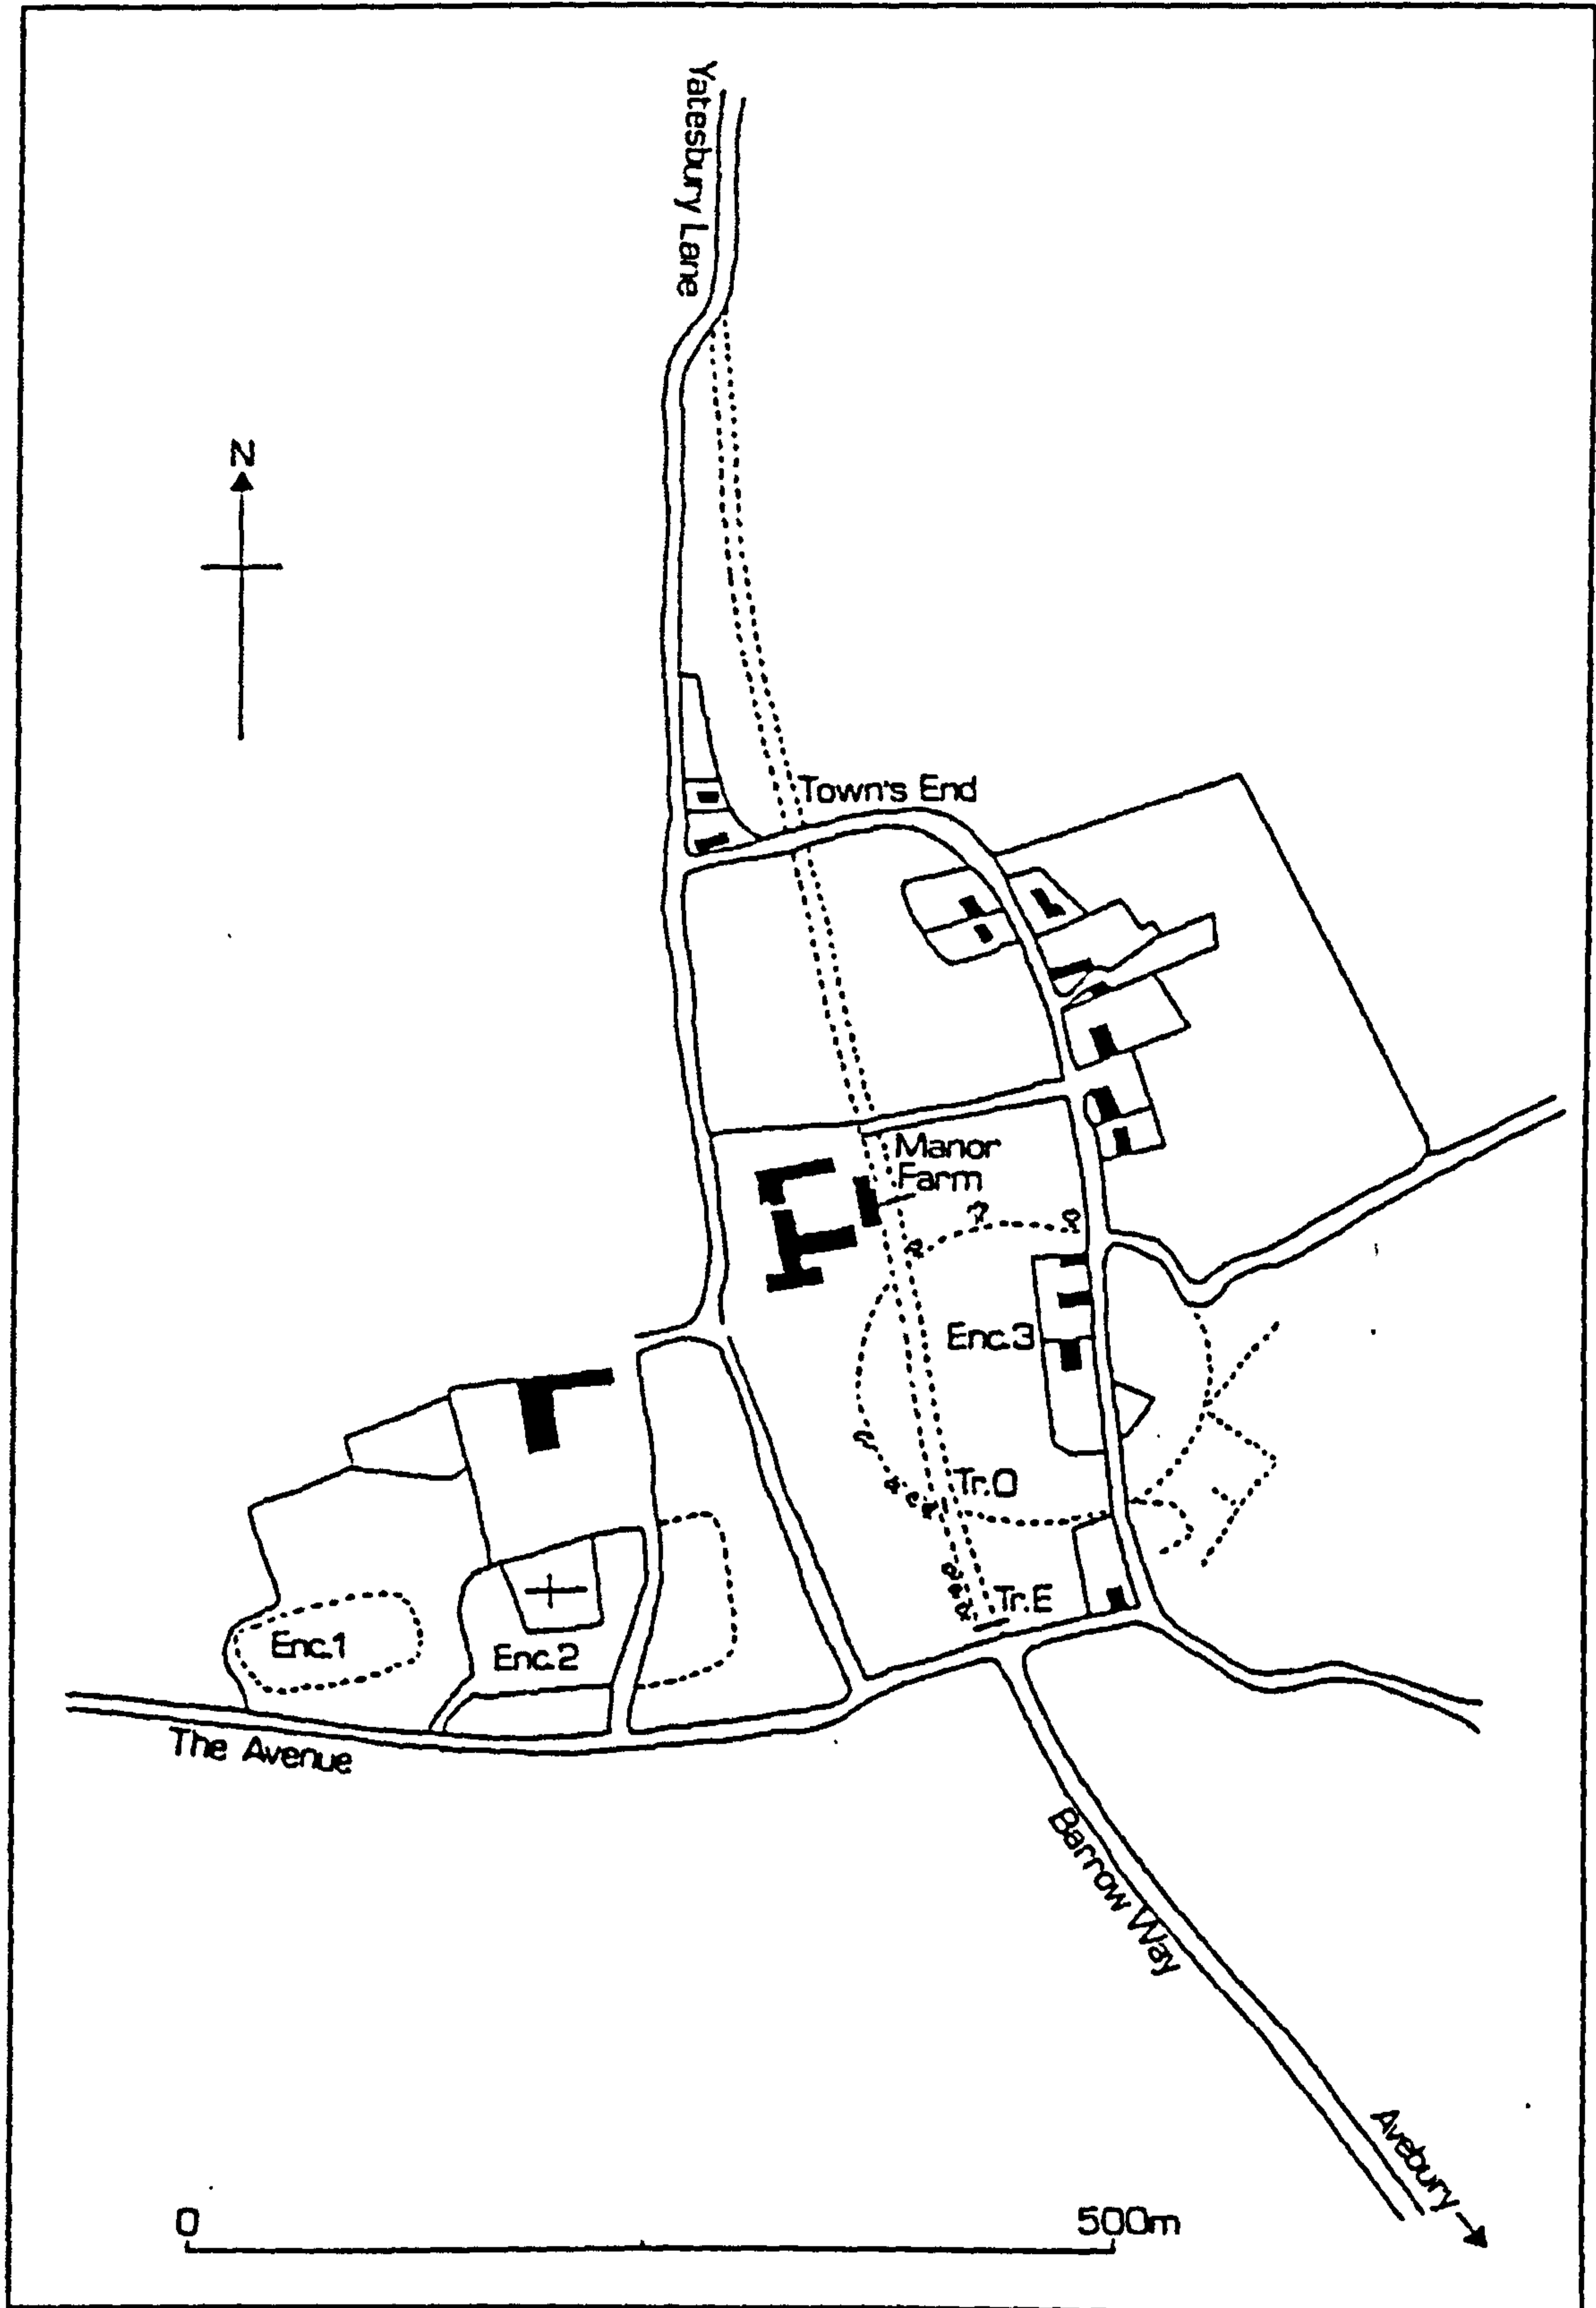 Yatesbury Lane
N
Town's End
Manor
Farm
Enc.3
Tr.O
Tr.E
Enc.1
Enc.2
The Avenue
Barrow Way
Avebury
0
500m